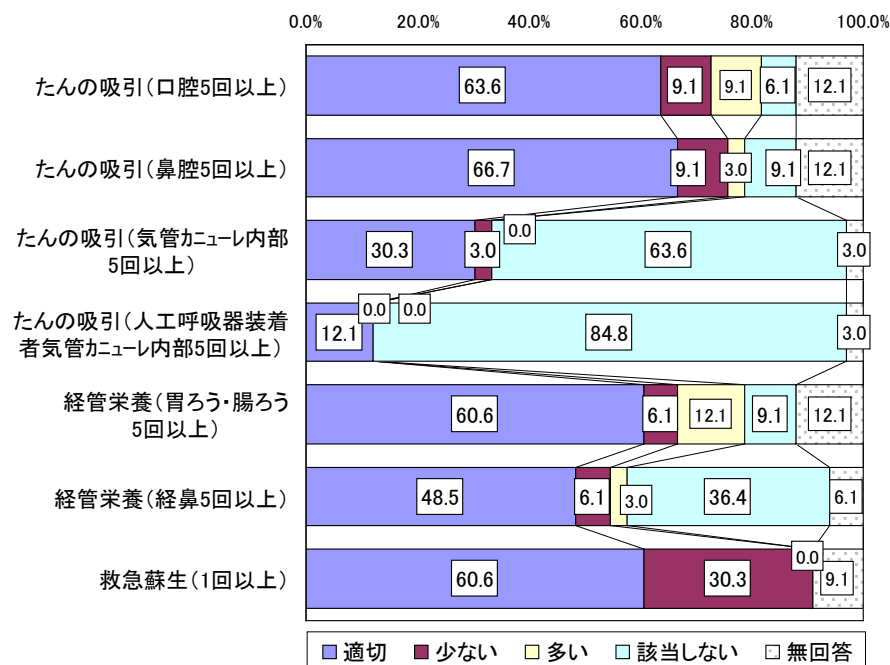 0.0% 20.0% 40.0% 60.0% 80.0% 100.0%
たんの吸引(口腔5回以上) 63.6 9.1 9.1 6.1 12.1
たんの吸引(鼻腔5回以上) 66.7 9.1 3.0 9.1 12.1
たんの吸引(気管ｶﾆｭｰﾚ内部
5回以上) 30.3 3.0 0.0 63.6 3.0
たんの吸引(人工呼吸器装着
者気管ｶﾆｭｰﾚ内部5回以上) 12.1 0.0 0.0 84.8 3.0
経管栄養(胃ろう・腸ろう
5回以上) 60.6 6.1 12.1 9.1 12.1
経管栄養(経鼻5回以上) 48.5 6.1 3.0 36.4 6.1
救急蘇生(1回以上) 60.6 30.3 0.0 9.1
適切 少ない 多い 該当しない 無回答